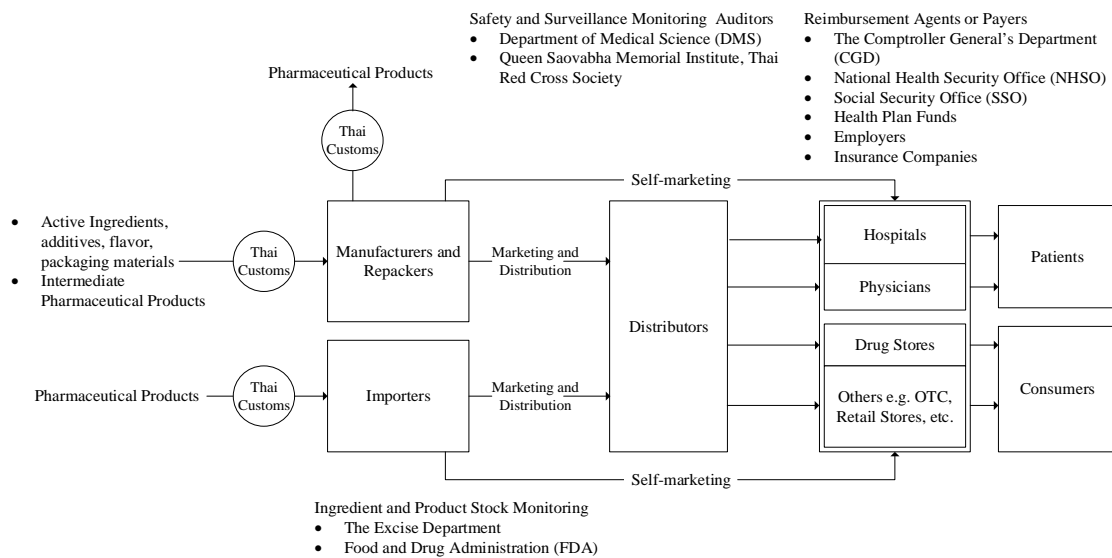 Safety and Surveillance Monitoring Auditors
• Department of Medical Science (DMS)
• Queen Saovabha Memorial Institute, Thai
Red Cross Society
Reimbursement Agents or Payers
• The Comptroller General's Department
(CGD)
• National Health Security Office (NHSO)
• Social Security Office (SSO)
• Health Plan Funds
• Employers
• Insurance Companies
Pharmaceutical Products
Thai
Customs
Self-marketing
• Active Ingredients,
additives, flavor,
packaging materials
• Intermediate
Pharmaceutical Products
Thai
Customs
Manufacturers and
Repackers
Marketing and
Distribution
Distributors
Hospitals
Physicians
Patients
Pharmaceutical Products
Thai
Customs
Importers
Marketing and
Distribution
Drug Stores
Others e.g. OTC,
Retail Stores, etc.
Consumers
Self-marketing
Ingredient and Product Stock Monitoring
• The Excise Department
• Food and Drug Administration (FDA)